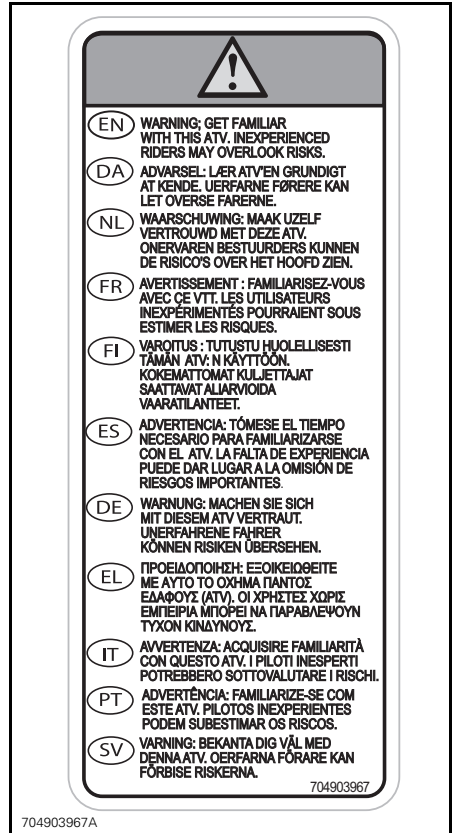 EN WARNING; GET FAMILIAR
WITH THIS ATV. INEXPERIENCED
RIDERS MAY OVERLOOK RISKS.
DA ADVARSEL: LÆR ATV'EN GRUNDIGT
AT KENDE. UERFARNE FØRERE KAN
LET OVERSE FARERNE.
NL WAARSCHUWING: MAAK UZELF
VERTROUWD MET DEZE ATV.
ONERVAREN BESTUURDERS KUNNEN
DE RISICO'S OVER HET HOOFD ZIEN.
FR AVERTISSEMENT : FAMILIARISEZ-VOUS
AVEC ÇE VTT. LES UTILISATEURS
INEXPÉRIMENTÉS POURRAIENT SOUS
ESTIMER LES RISQUES.
FI VAROITUS : TUTUSTU HUOLELLISESTI
TÄMÄN ATV: N KÄYTTÖÖN.
KOKEMATTOMAT KULJETTAJAT
SAATTAVAT ALIARVIOIDA
VAARATILANTEET.
ES ADVERTENCIA: TÓMESE EL TIEMPO
NECESARIO PARA FAMILIARIZARSE
CON EL ATV. LA FALTA DE EXPERIENCIA
PUEDE DAR LUGAR A LA OMISIÓN DE
RIESGOS IMPORTANTES.
DE WARNUNG: MACHEN SIE SICH
MIT DIESEM ATV VERTRAUT.
UNERFAHRENE FAHRER
KÖNNEN RISIKEN ÜBERSEHEN.
EL ΠΡΟΕΙΔΟΠΟΙΗΣΗ: ΕΞΟΙΚΕΙΩΘΕΙΤΕ
ΜΕ ΑΥΤΟ ΤΟ ΟΧΗΜΑ ΠΑΝΤΟΣ
ΕΔΑΦΟΥΣ (ATV). ΟΙ ΧΡΗΣΤΕΣ ΧΩΡΙΣ
ΕΜΠΕΙΡΙΑ ΜΠΟΡΕΙ ΝΑ ΠΑΡΑΒΛΕΨΟΥΝ
ΤΥΧΟΝ ΚΙΝΔΥΝΟΥΣ.
IT AVVERTENZA: ACQUISIRE FAMILIARITÀ
CON QUESTO ATV. I PILOTI INESPERTI
POTREBBERO SOTTOVALUTARE I RISCHI.
PT ADVERTÊNCIA: FAMILIARIZE-SE COM
ESTE ATV. PILOTOS INEXPERIENTES
PODEM SUBESTIMAR OS RISCOS.
SV VARNING: BEKANTA DIG VÄL MED
DENNA ATV. OERFARNA FÖRARE KAN
FÖRBISE RISKERNA.
704903967
704903967A